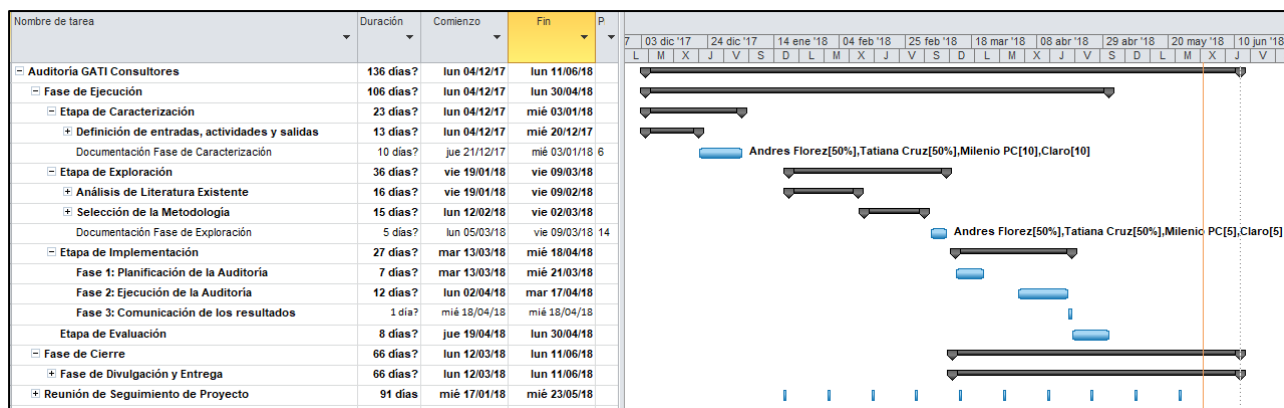 Nombre de tarea Duración Comienzo Fin P
7 03 dic '17 24 dic '17 14 ene '18 04 feb '18 25 feb '18 18 mar '18 08 abr '18 29 abr '18 20 may '18 10 jun '18
L M X J V S D L M X J V S D L M X J V S D L M X J V
Auditoría GATI Consultores 136 días? lun 04/12/17 lun 11/06/18
Fase de Ejecución 106 días? lun 04/12/17 lun 30/04/18
Etapa de Caracterización 23 días? lun 04/12/17 mié 03/01/18
Definición de entradas, actividades y salidas 13 días? lun 04/12/17 mié 20/12/17
Documentación Fase de Caracterización 10 días? jue 21/12/17 mié 03/01/18 6 Andres Florez[50%],Tatiana Cruz[50%],Milenio PC[10],Claro[10]
Etapa de Exploración 36 días? vie 19/01/18 vie 09/03/18
Análisis de Literatura Existente 16 días? vie 19/01/18 vie 09/02/18
Selección de la Metodología 15 días? lun 12/02/18 vie 02/03/18
Documentación Fase de Exploración 5 días? lun 05/03/18 vie 09/03/18 14 Andres Florez[50%],Tatiana Cruz[50%],Milenio PC[5],Claro[5]
Etapa de Implementación 27 días? mar 13/03/18 mié 18/04/18
Fase 1: Planificación de la Auditoría 7 días? mar 13/03/18 mié 21/03/18
Fase 2: Ejecución de la Auditoría 12 días? lun 02/04/18 mar 17/04/18
Fase 3: Comunicación de los resultados 1 día? mié 18/04/18 mié 18/04/18
Etapa de Evaluación 8 días? jue 19/04/18 lun 30/04/18
Fase de Cierre 66 días? lun 12/03/18 lun 11/06/18
Fase de Divulgación y Entrega 66 días? lun 12/03/18 lun 11/06/18
Reunión de Seguimiento de Proyecto 91 días mié 17/01/18 mié 23/05/18